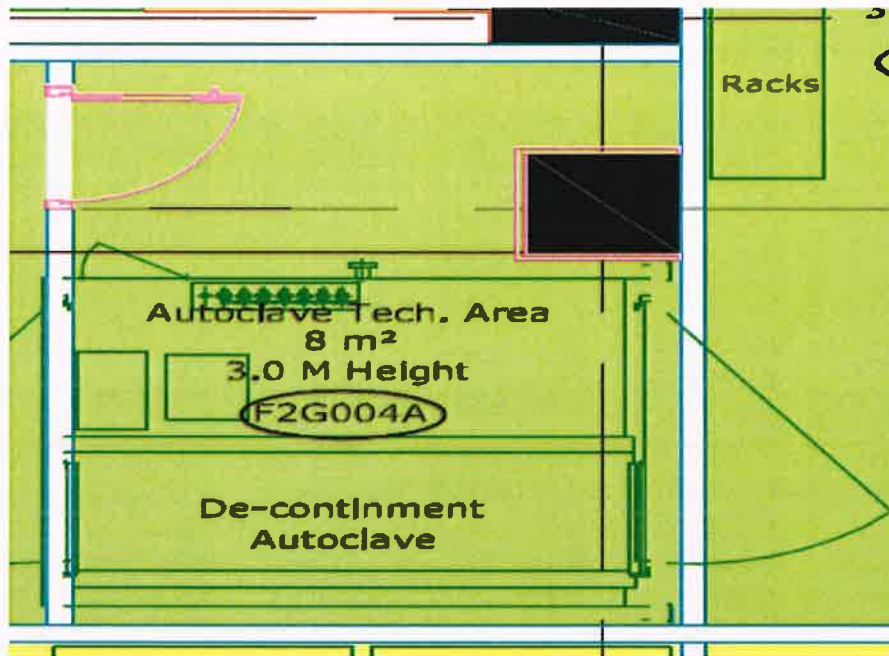 Racks
Autoclave Tech. Area
8 m²
3.0 M Height
F2G004A
De-continment
Autoclave